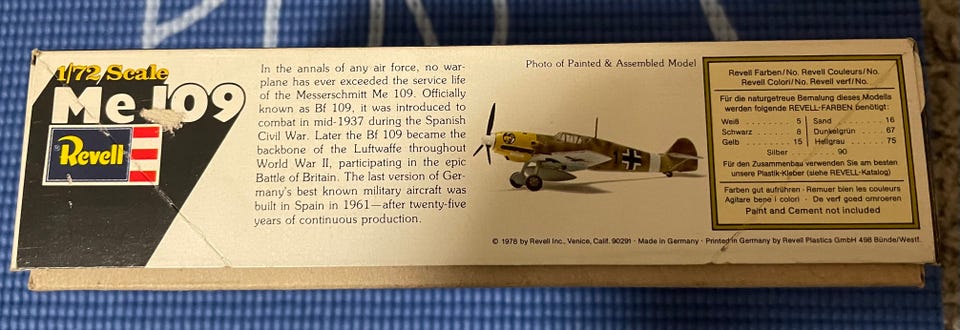 1/72 Scale
Me 109
Revell
In the annals of any air force, no war-
plane has ever exceeded the service life
of the Messerschmitt Me 109. Officially
known as Bf 109, it was introduced to
combat in mid-1937 during the Spanish
Civil War. Later the Bf 109 became the
backbone of the Luftwaffe throughout
World War II, participating in the epic
Battle of Britain. The last version of Ger-
many's best known military aircraft was
built in Spain in 1961—after twenty-five
years of continuous production.
Photo of Painted & Assembled Model
© 1978 by Revell Inc., Venice, Calif. 90291 · Made in Germany · Printed in Germany by Revell Plastics GmbH 498 Bünde/Westf.
Revell Farben/No. Revell Couleurs/No.
Revell Colori/No. Revell verf/No.
Für die naturgetreue Bemalung dieses Modells
werden folgende REVELL-FARBEN benötigt:
Weiß . . . . . 5 Sand . . . . . 16
Schwarz . . . 8 Dunkelgrün . 67
Gelb . . . . . 15 Hellgrau . . . 75
Silber . . . 90
Für den Zusammenbau verwenden Sie am besten
unsere Plastik-Kleber (siehe REVELL-Katalog)
Farben gut aufrühren · Remuer bien les couleurs
Agitare bene i colori · De verf goed omroeren
Paint and Cement not included